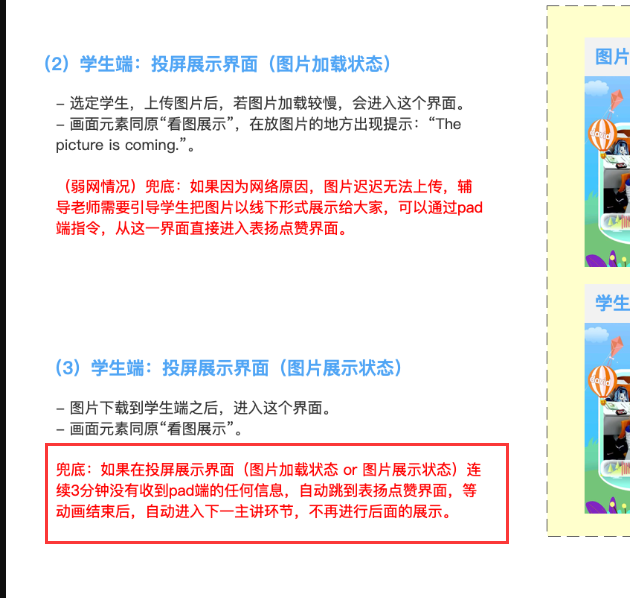 （2）学生端：投屏展示界面（图片加载状态）
- 选定学生，上传图片后，若图片加载较慢，会进入这个界面。
- 画面元素同原“看图展示”，在放图片的地方出现提示：“The
picture is coming.”。
（弱网情况）兜底：如果因为网络原因，图片迟迟无法上传，辅
导老师需要引导学生把图片以线下形式展示给大家，可以通过pad
端指令，从这一界面直接进入表扬点赞界面。
（3）学生端：投屏展示界面（图片展示状态）
- 图片下载到学生端之后，进入这个界面。
- 画面元素同原“看图展示”。
兜底：如果在投屏展示界面（图片加载状态 or 图片展示状态）连
续3分钟没有收到pad端的任何信息，自动跳到表扬点赞界面，等
动画结束后，自动进入下一主讲环节，不再进行后面的展示。
图片
学生